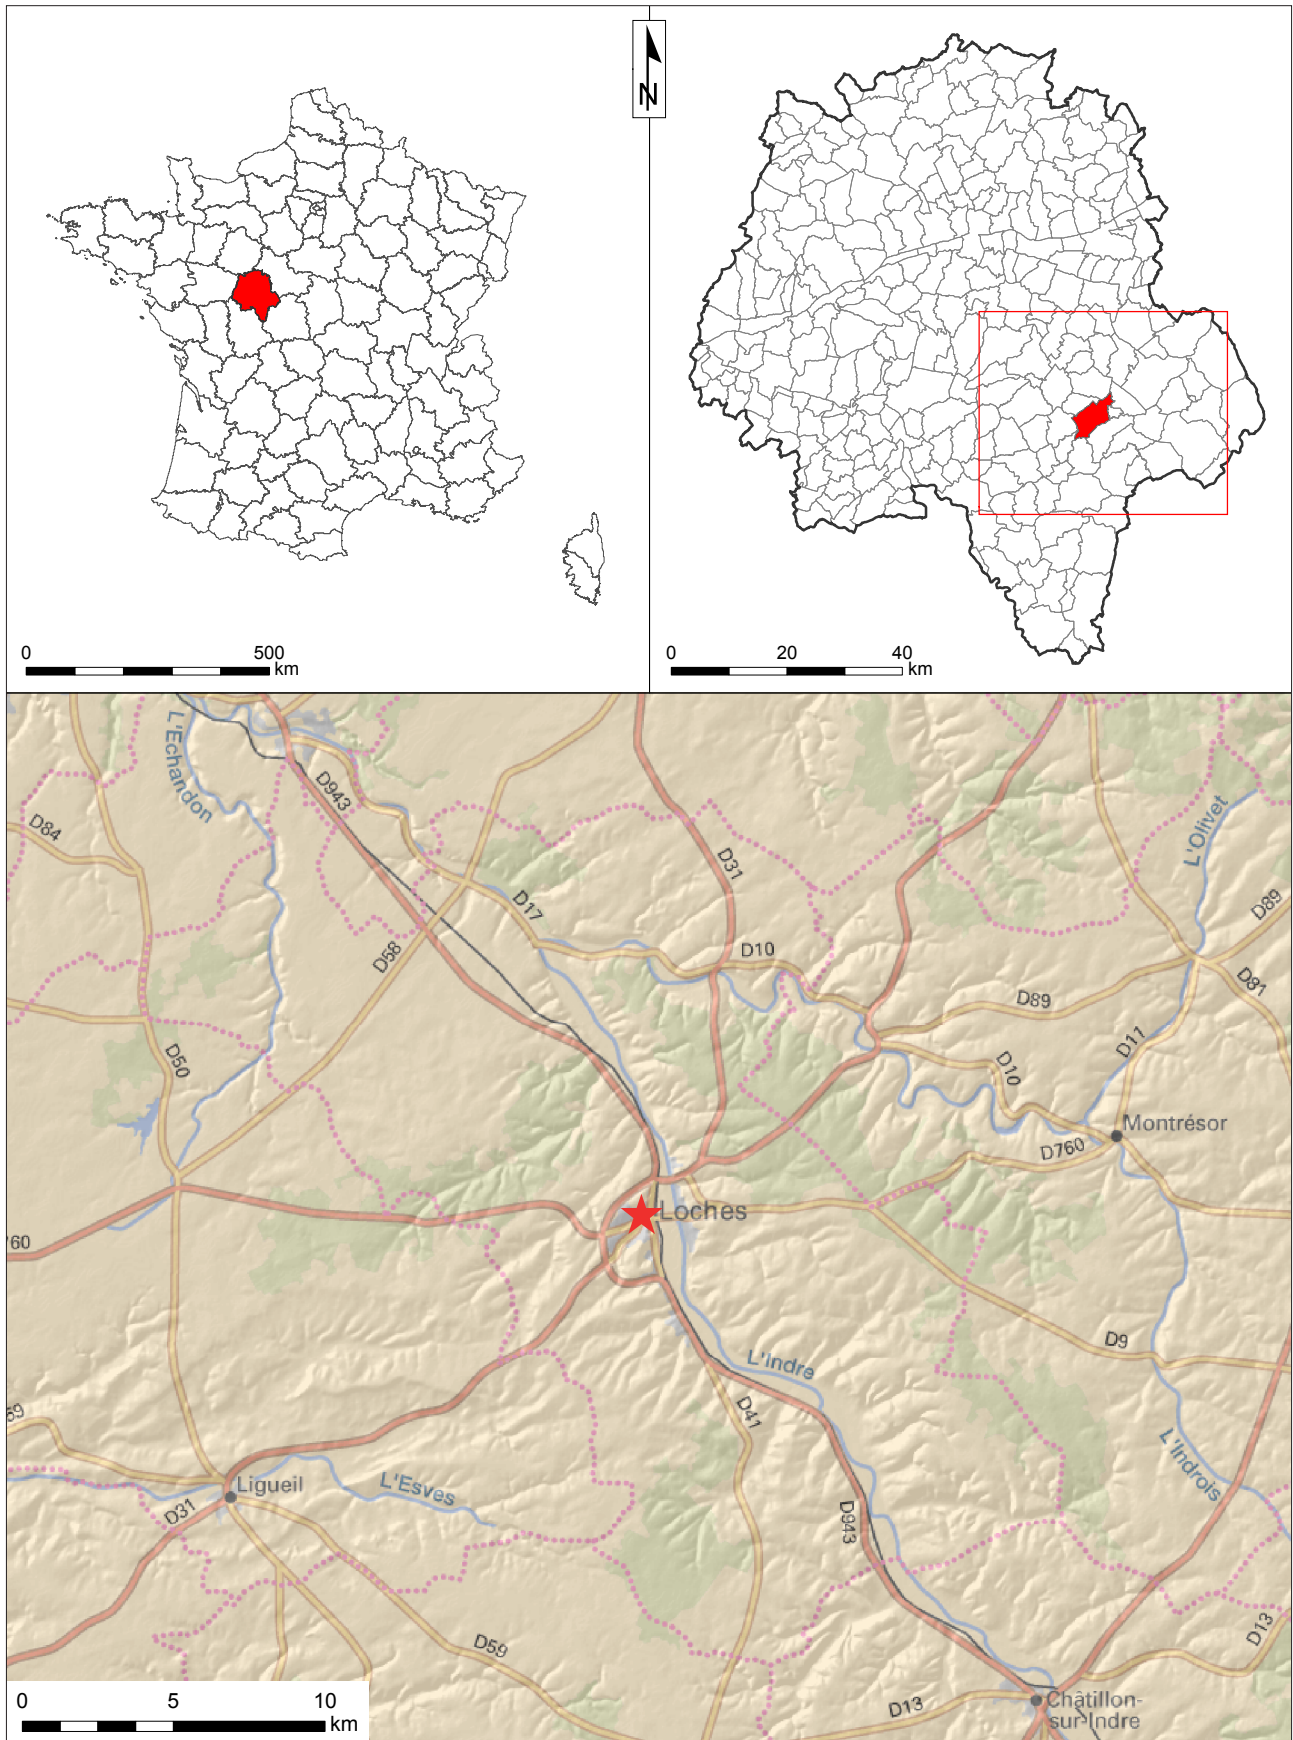 N
0 500 km
0 20 40 km
L'Echandon
D943
D84
L'Olivet
D31
D89
D17
D58
D10
D81
D89
D11
D50
D10
Montrésor
D760
Loches
760
D9
L'Indre
D41
L'Indrois
Ligueil
L'Esves
D31
D943
D59
D13
D13
Châtillon-
sur-Indre
0 5 10 km